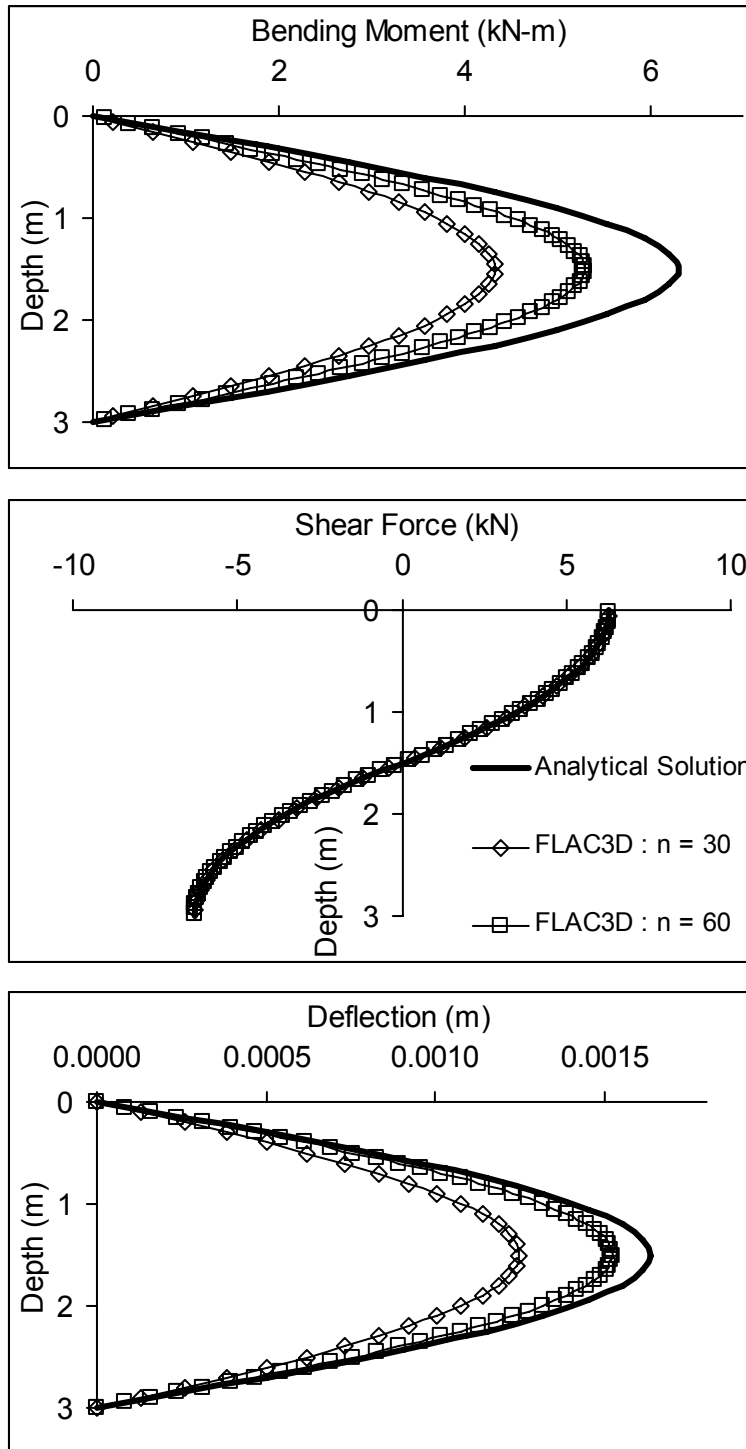 Bending Moment (kN-m)
0 2 4 6
0
1
2
3
Depth (m)
Shear Force (kN)
-10 -5 0 5 10
0
1
2
3
Depth (m)
Analytical Solution
FLAC3D : n = 30
FLAC3D : n = 60
Deflection (m)
0.0000 0.0005 0.0010 0.0015
0
1
2
3
Depth (m)